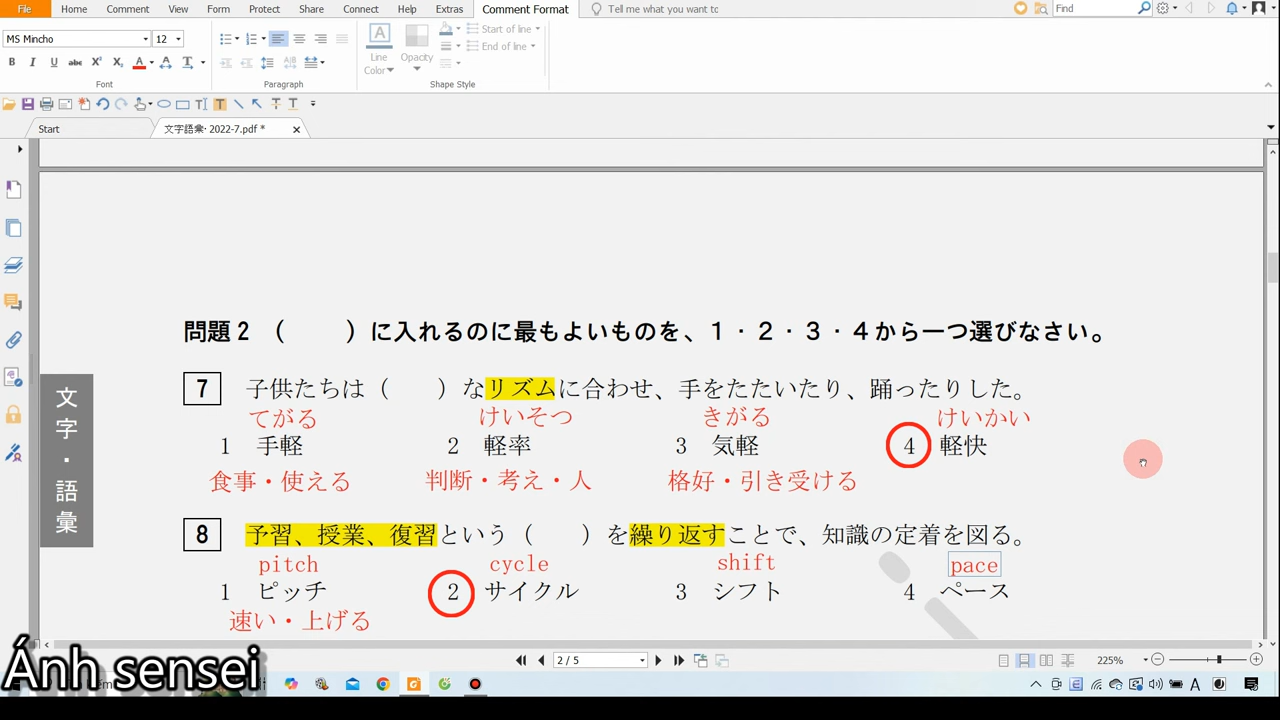 File Home Comment View Form Protect Share Connect Help Extras Comment Format Tell me what you want to Find
MS Mincho 12
Line Color Opacity Start of line End of line
Font Paragraph Shape Style
Start 文字語彙· 2022-7.pdf *
問題2 ( )に入れるのに最もよいものを、1・2・3・4から一つ選びなさい。
7 子供たちは( )なリズムに合わせ、手をたたいたり、踊ったりした。
てがる けいそつ きがる けいかい
1 手軽 2 軽率 3 気軽 4 軽快
食事・使える 判断・考え・人 格好・引き受ける
8 予習、授業、復習という( )を繰り返すことで、知識の定着を図る。
pitch cycle shift pace
1 ピッチ 2 サイクル 3 シフト 4 ペース
速い・上げる
文字・語彙
2 / 5 225%
Ánh sensei